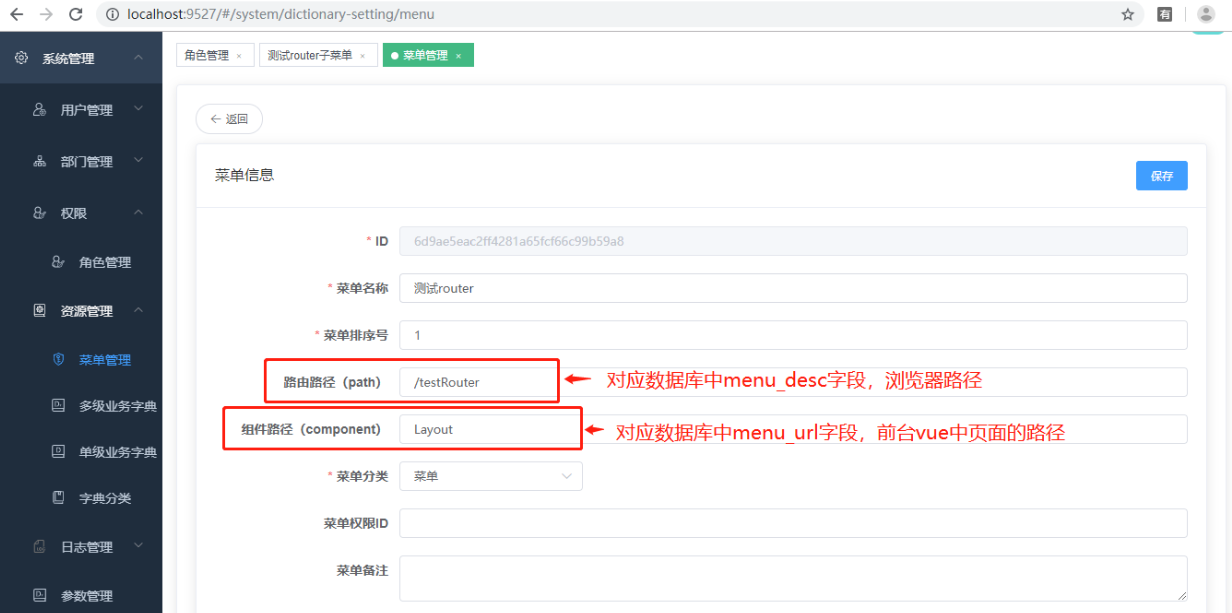 localhost:9527/#/system/dictionary-setting/menu
有
系统管理
用户管理
部门管理
权限
角色管理
资源管理
菜单管理
多级业务字典
单级业务字典
字典分类
日志管理
参数管理
角色管理 ×
测试router子菜单 ×
菜单管理 ×
返回
菜单信息
保存
* ID 6d9ae5eac2ff4281a65fcf66c99b59a8
* 菜单名称 测试router
* 菜单排序号 1
路由路径（path） /testRouter 对应数据库中menu_desc字段，浏览器路径
组件路径（component） Layout 对应数据库中menu_url字段，前台vue中页面的路径
* 菜单分类 菜单
菜单权限ID
菜单备注